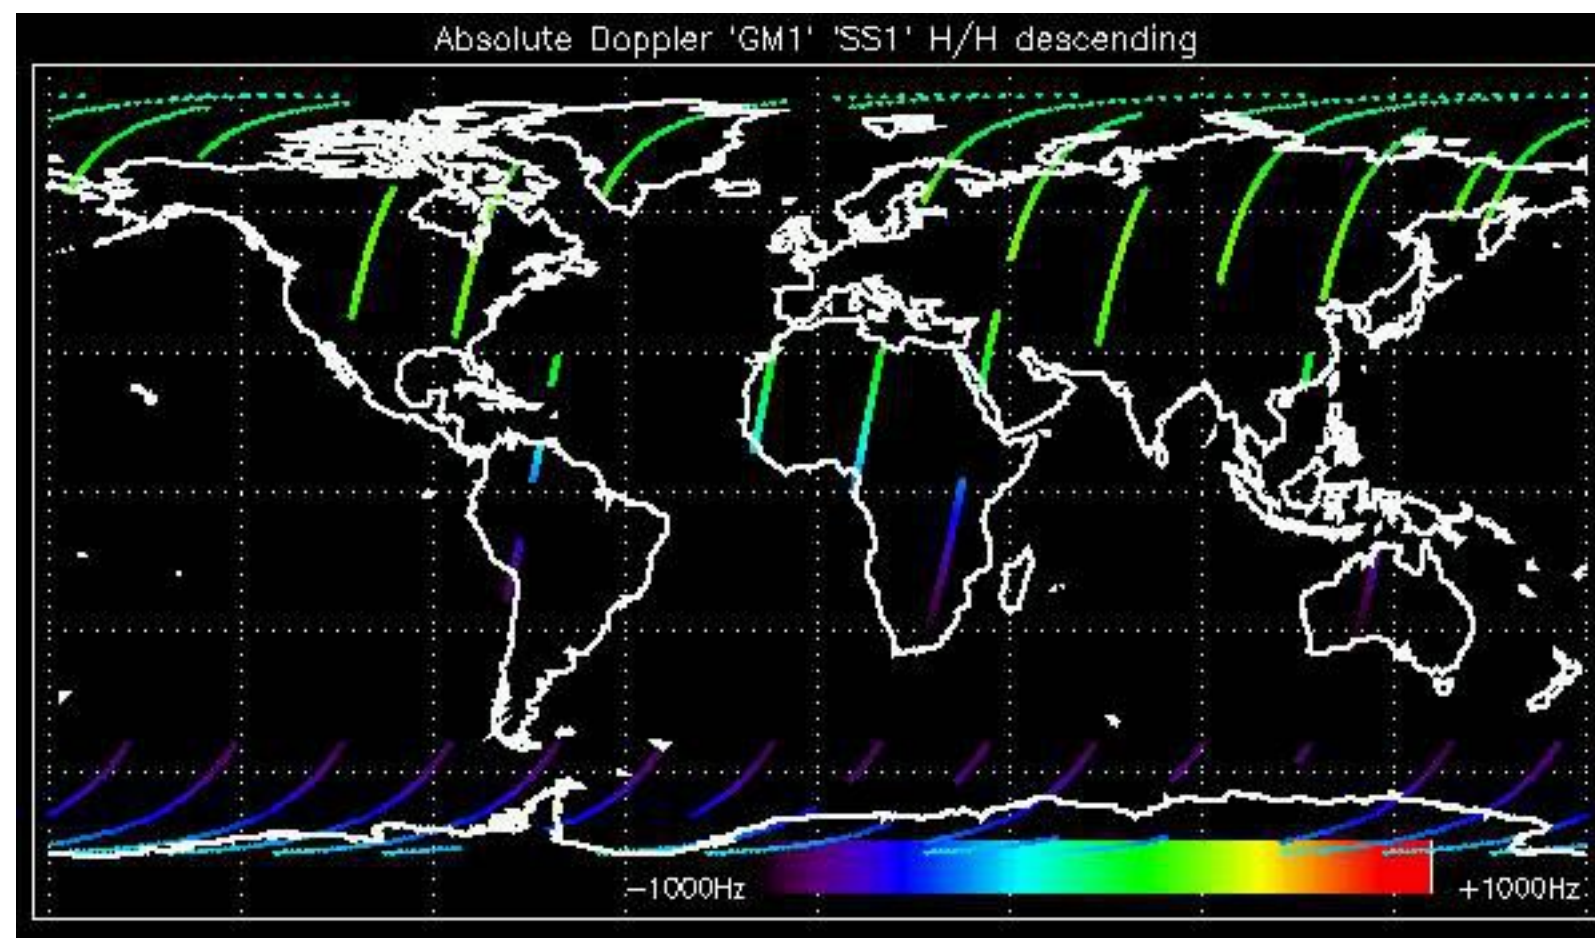 Absolute Doppler 'GM1' 'SS1' H/H descending
−1000Hz
+1000Hz